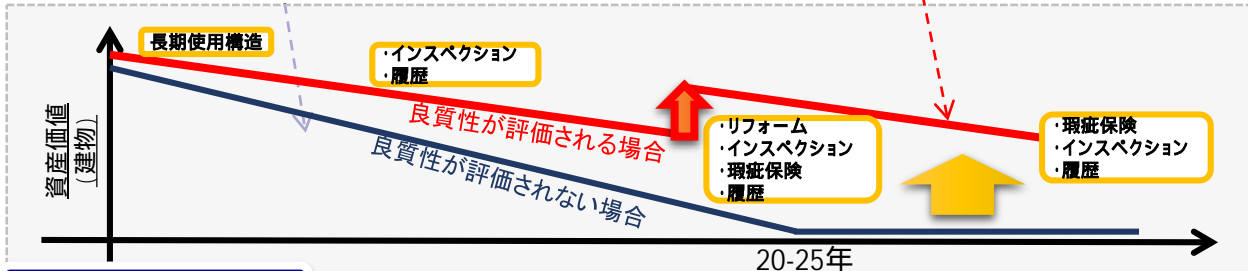 長期使用構造
・インスペクション
・履歴
資産価値
（建物）
良質性が評価される場合
良質性が評価されない場合
・リフォーム
・インスペクション
・瑕疵保険
・履歴
・瑕疵保険
・インスペクション
・履歴
20-25年